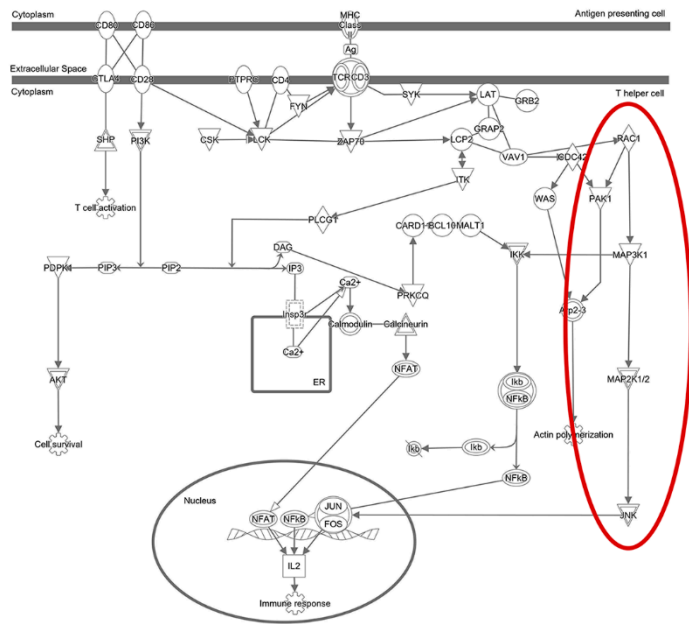 Cytoplasm
CD80
CD86
MHC
Class
Antigen presenting cell
Ag
Extracellular Space
Cytoplasm
CTLA4
CD28
PTPRC
CD4
TCR
CD3
T helper cell
FYN
SYK
LAT
GRB2
GRAP2
SHP
PI3K
CSK
LCK
ZAP70
LCP2
VAV1
CDC42
RAC1
ITK
WAS
PAK1
T cell activation
PLCG1
CARD11
BCL10
MALT1
IKK
MAP3K1
DAG
PDPK1
PIP3
PIP2
IP3
Ca2+
PRKCQ
Insp3r
Calmodulin
Calcineurin
Arp2-3
Ca2+
ER
NFAT
AKT
Ikb
NFkB
MAP2K1/2
Cell survival
Ikb
Ikb
Actin polymerization
NFkB
Nucleus
NFAT
NFkB
JUN
FOS
JNK
IL2
Immune response